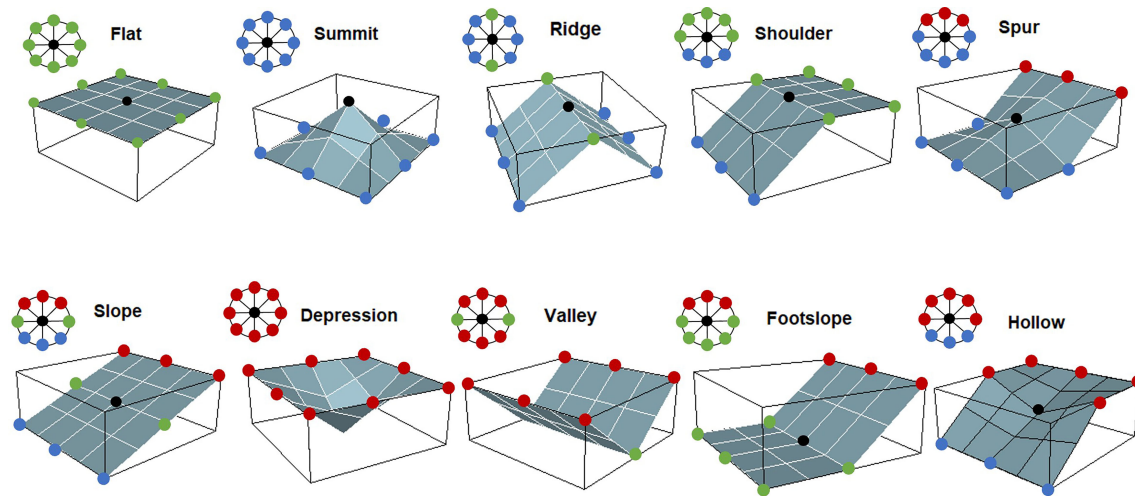 Flat
Summit
Ridge
Shoulder
Spur
Slope
Depression
Valley
Footslope
Hollow